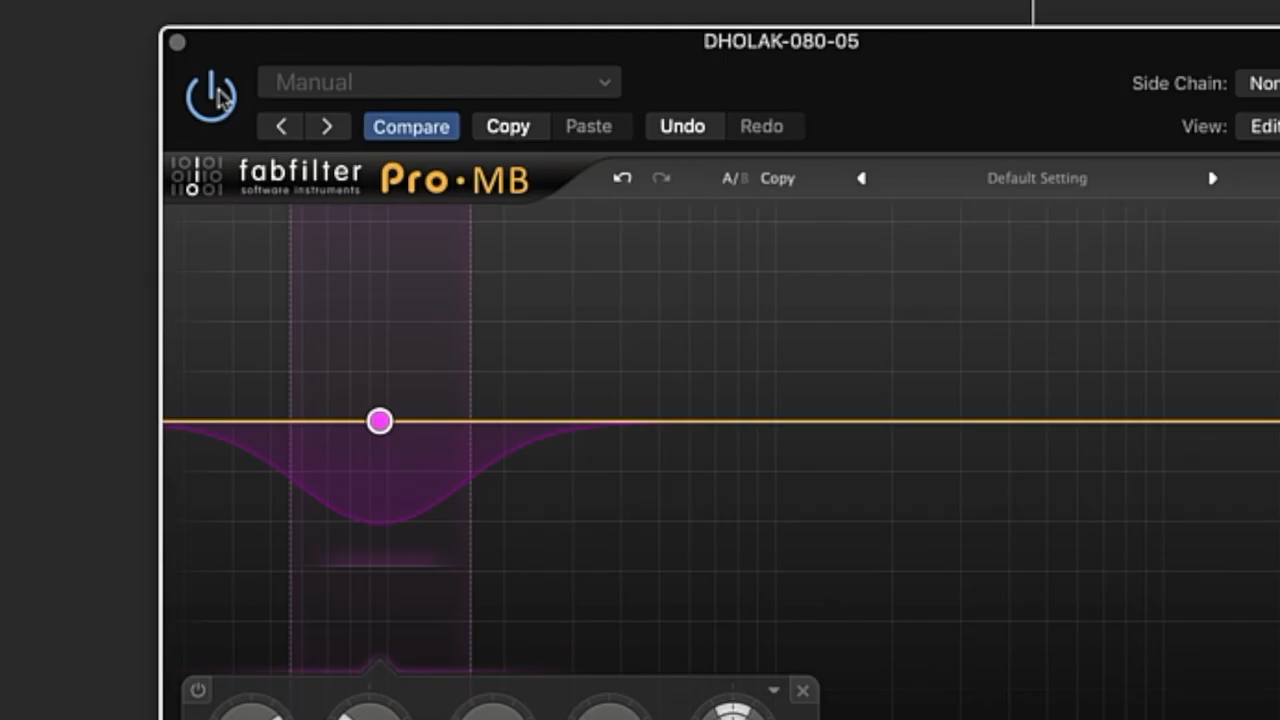 DHOLAK-080-05
Manual
Side Chain:
Compare Copy Paste Undo Redo
View:
fabfilter
software instruments
Pro·MB
A/B Copy
Default Setting